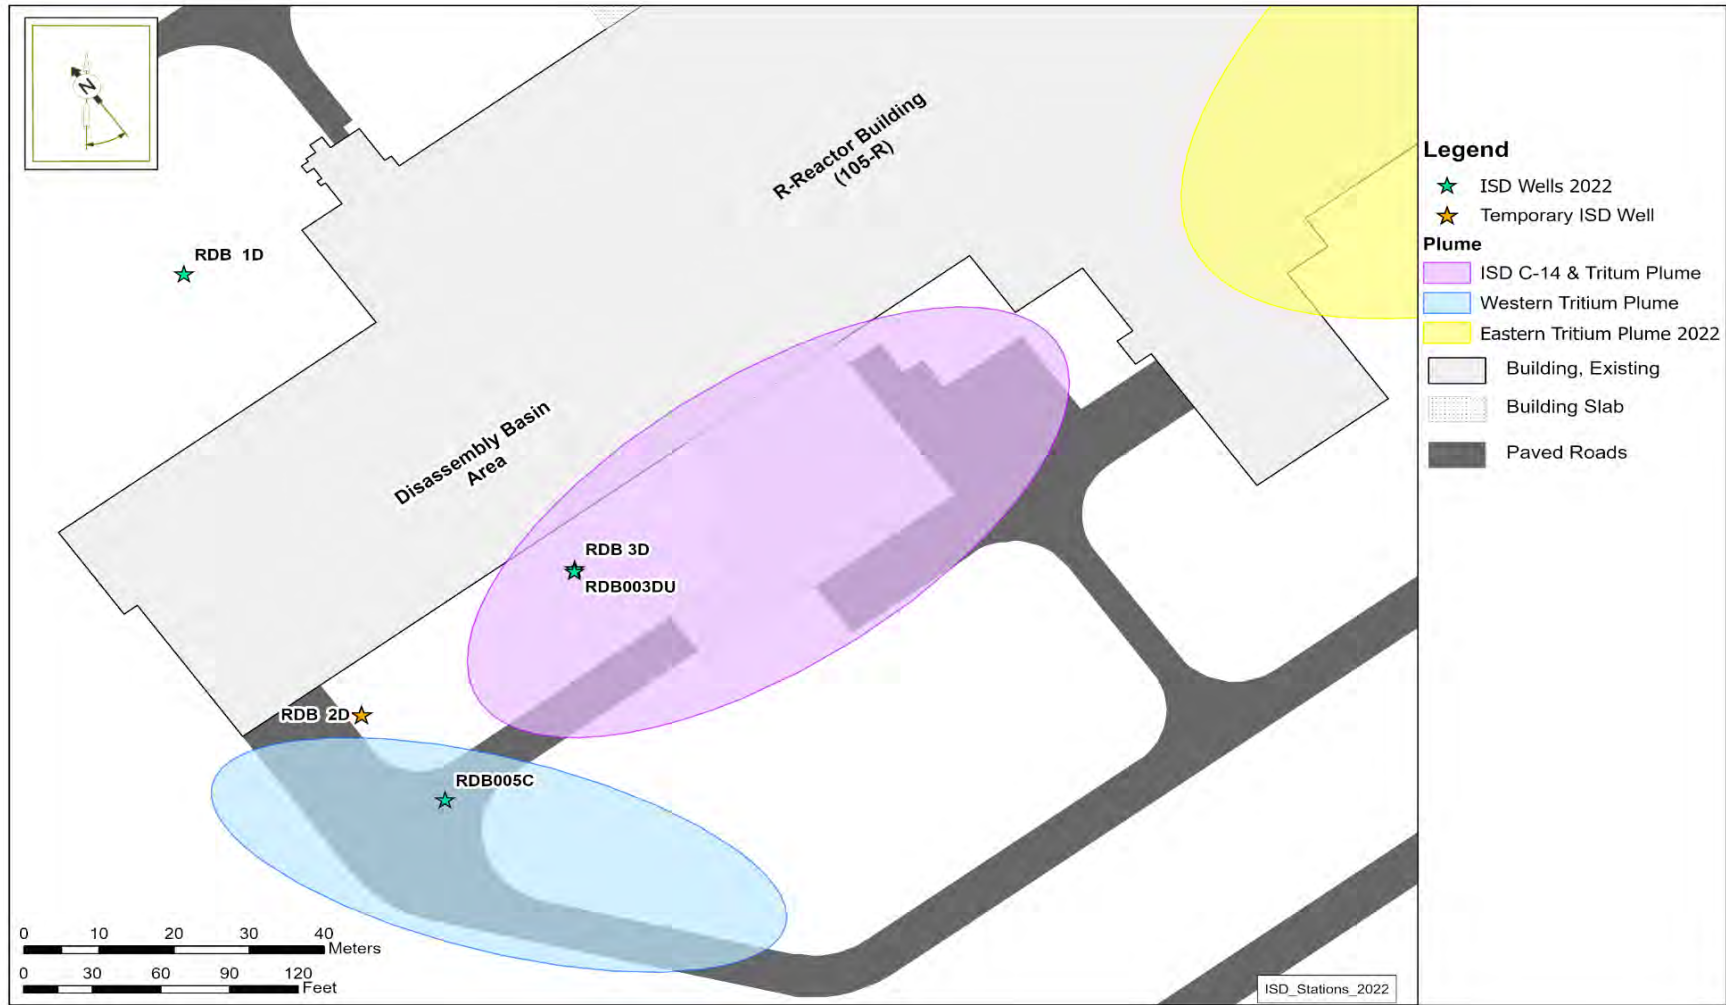 N
R-Reactor Building
(105-R)
RDB 1D
Disassembly Basin
Area
RDB 3D
RDB003DU
RDB 2D
RDB005C
0 10 20 30 40
Meters
0 30 60 90 120
Feet
ISD_Stations_2022
Legend
ISD Wells 2022
Temporary ISD Well
Plume
ISD C-14 & Tritum Plume
Western Tritium Plume
Eastern Tritium Plume 2022
Building, Existing
Building Slab
Paved Roads